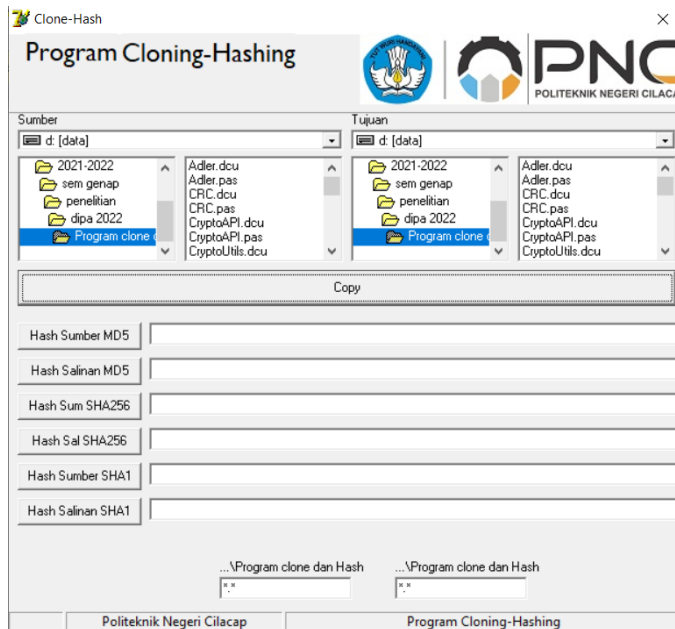 Clone-Hash
Program Cloning-Hashing
TUT WURI HANDAYANI
PNC
POLITEKNIK NEGERI CILACA
Sumber
Tujuan
d: [data]
d: [data]
2021-2022
sem genap
penelitian
dipa 2022
Program clone d
Adler.dcu
Adler.pas
CRC.dcu
CRC.pas
CryptoAPI.dcu
CryptoAPI.pas
CryptoUtils.dcu
2021-2022
sem genap
penelitian
dipa 2022
Program clone d
Adler.dcu
Adler.pas
CRC.dcu
CRC.pas
CryptoAPI.dcu
CryptoAPI.pas
CryptoUtils.dcu
Copy
Hash Sumber MD5
Hash Salinan MD5
Hash Sum SHA256
Hash Sal SHA256
Hash Sumber SHA1
Hash Salinan SHA1
...\Program clone dan Hash
...\Program clone dan Hash
*.*
*.*
Politeknik Negeri Cilacap
Program Cloning-Hashing